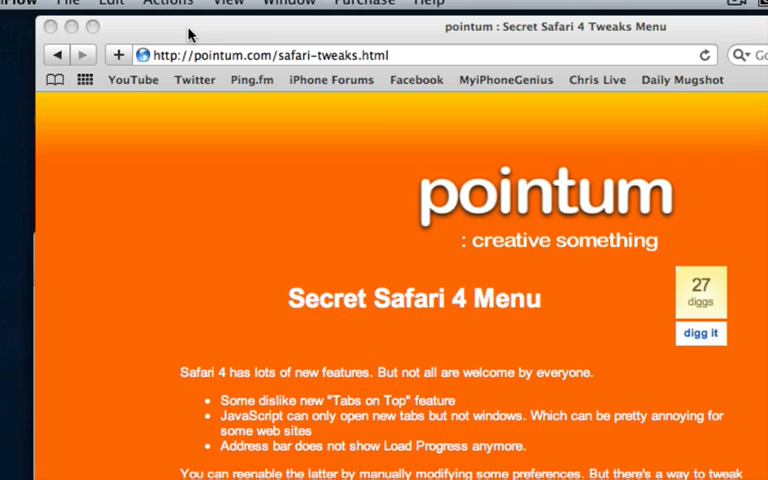 File Edit Actions View Window Purchase Help
pointum : Secret Safari 4 Tweaks Menu
http://pointum.com/safari-tweaks.html
YouTube Twitter Ping.fm iPhone Forums Facebook MyiPhoneGenius Chris Live Daily Mugshot
pointum
: creative something
27
diggs
Secret Safari 4 Menu
digg it
Safari 4 has lots of new features. But not all are welcome by everyone.
• Some dislike new "Tabs on Top" feature
• JavaScript can only open new tabs but not windows. Which can be pretty annoying for
some web sites
• Address bar does not show Load Progress anymore.
You can reenable the latter by manually modifying some preferences. But there's a way to tweak